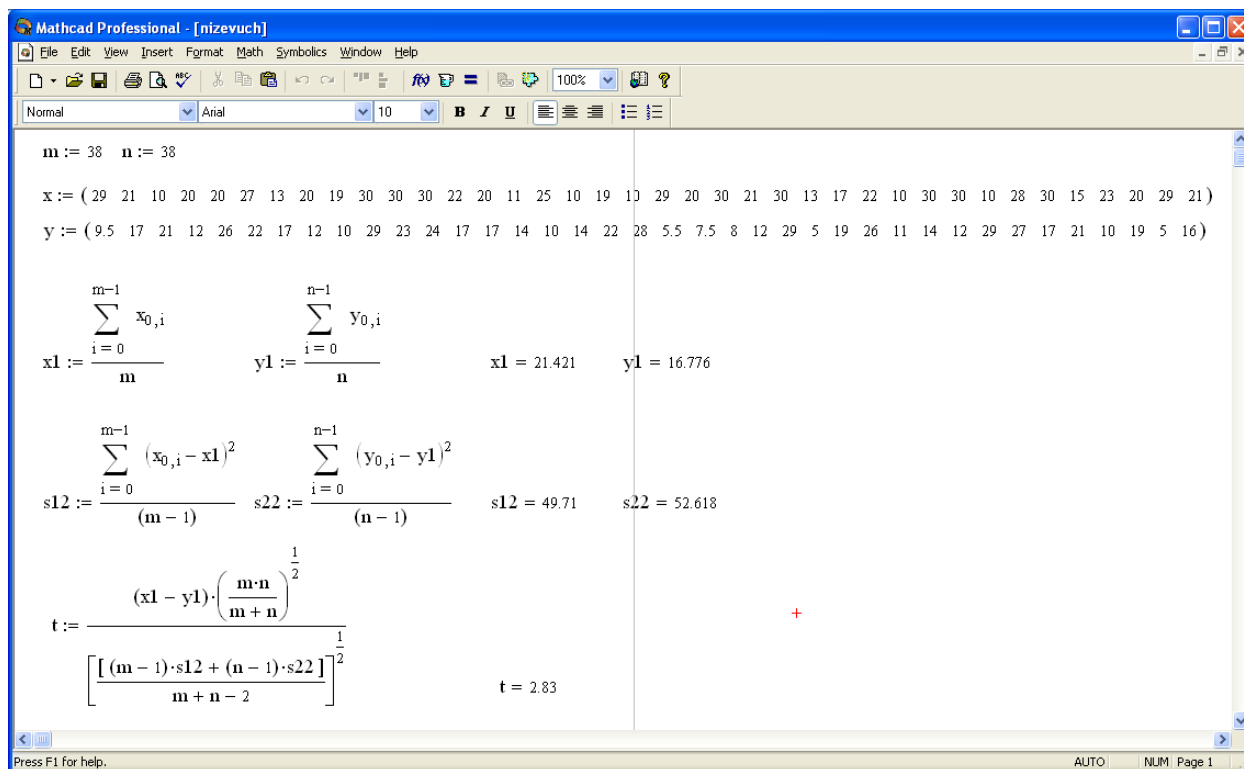 Mathcad Professional - [nizevuch]
File Edit View Insert Format Math Symbolics Window Help
100%
Normal Arial 10 B I U
m := 38 n := 38
x := ( 29 21 10 20 20 27 13 20 19 30 30 30 22 20 11 25 10 19 10 29 20 30 21 30 13 17 22 10 30 30 10 28 30 15 23 20 29 21 )
y := ( 9.5 17 21 12 26 22 17 12 10 29 23 24 17 17 14 10 14 22 28 5.5 7.5 8 12 29 5 19 26 11 14 12 29 27 17 21 10 19 5 16 )
m−1 n−1
∑ x0,i ∑ y0,i
i = 0 i = 0
x1 := y1 := x1 = 21.421 y1 = 16.776
m n
m−1 n−1
∑ (x0,i − x1)² ∑ (y0,i − y1)²
i = 0 i = 0
s12 := s22 := s12 = 49.71 s22 = 52.618
(m − 1) (n − 1)
(x1 − y1)·(m·n / m + n)^1/2
t :=
[[(m − 1)·s12 + (n − 1)·s22] / m + n − 2]^1/2 t = 2.83
Press F1 for help. AUTO NUM Page 1